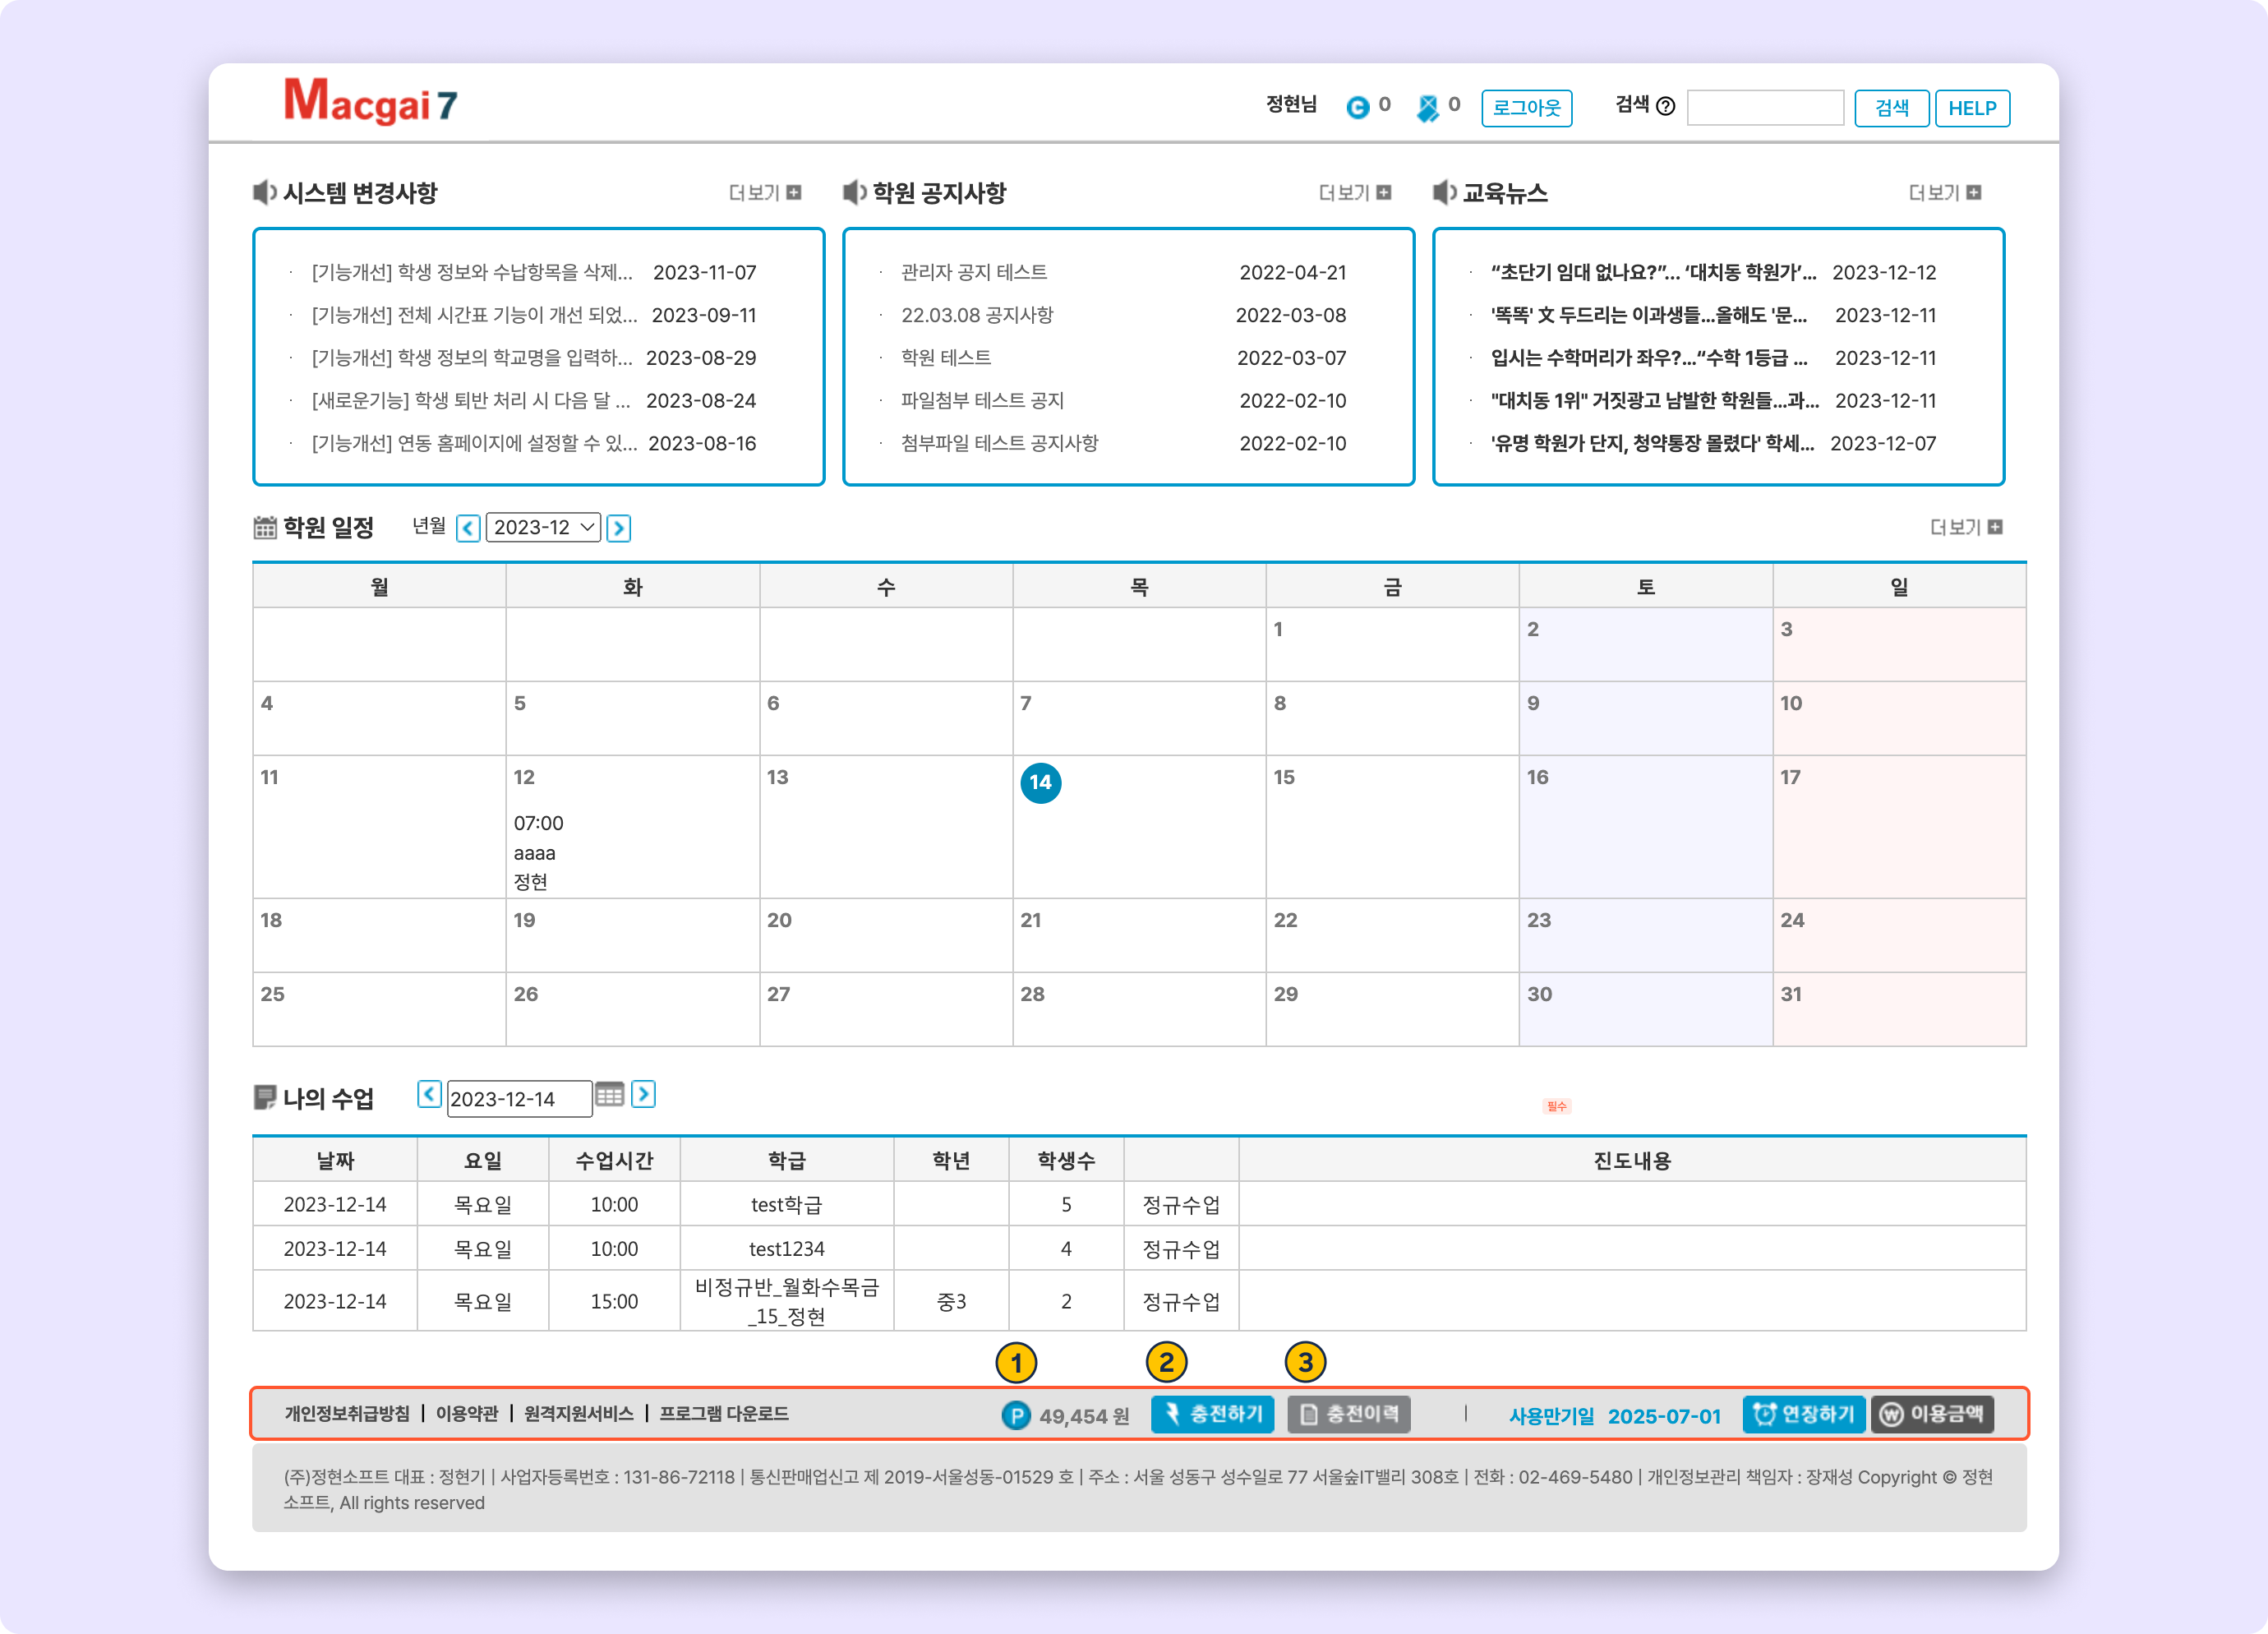 Macgai 7
정현님 0 0 로그아웃 검색 검색 HELP
시스템 변경사항 더보기
[기능개선] 학생 정보와 수납항목을 삭제... 2023-11-07
[기능개선] 전체 시간표 기능이 개선 되었... 2023-09-11
[기능개선] 학생 정보의 학교명을 입력하... 2023-08-29
[새로운기능] 학생 퇴반 처리 시 다음 달 ... 2023-08-24
[기능개선] 연동 홈페이지에 설정할 수 있... 2023-08-16
학원 공지사항 더보기
관리자 공지 테스트 2022-04-21
22.03.08 공지사항 2022-03-08
학원 테스트 2022-03-07
파일첨부 테스트 공지 2022-02-10
첨부파일 테스트 공지사항 2022-02-10
교육뉴스 더보기
“초단기 임대 없나요?”... ‘대치동 학원가’... 2023-12-12
'똑똑' 文 두드리는 이과생들...올해도 '문... 2023-12-11
입시는 수학머리가 좌우?...“수학 1등급 ... 2023-12-11
"대치동 1위" 거짓광고 남발한 학원들...과... 2023-12-11
'유명 학원가 단지, 청약통장 몰렸다' 학세... 2023-12-07
학원 일정 년월 2023-12 더보기
월 화 수 목 금 토 일
1 2 3
4 5 6 7 8 9 10
11 12 13 14 15 16 17
07:00
aaaa
정현
18 19 20 21 22 23 24
25 26 27 28 29 30 31
나의 수업 2023-12-14
필수
날짜 요일 수업시간 학급 학년 학생수 진도내용
2023-12-14 목요일 10:00 test학급 5 정규수업
2023-12-14 목요일 10:00 test1234 4 정규수업
2023-12-14 목요일 15:00 비정규반_월화수목금
_15_정현 중3 2 정규수업
1 2 3
개인정보취급방침 | 이용약관 | 원격지원서비스 | 프로그램 다운로드 P 49,454 원 충전하기 충전이력 | 사용만기일 2025-07-01 연장하기 W 이용금액
(주)정현소프트 대표 : 정현기 | 사업자등록번호 : 131-86-72118 | 통신판매업신고 제 2019-서울성동-01529 호 | 주소 : 서울 성동구 성수일로 77 서울숲IT밸리 308호 | 전화 : 02-469-5480 | 개인정보관리 책임자 : 장재성 Copyright © 정현
소프트, All rights reserved